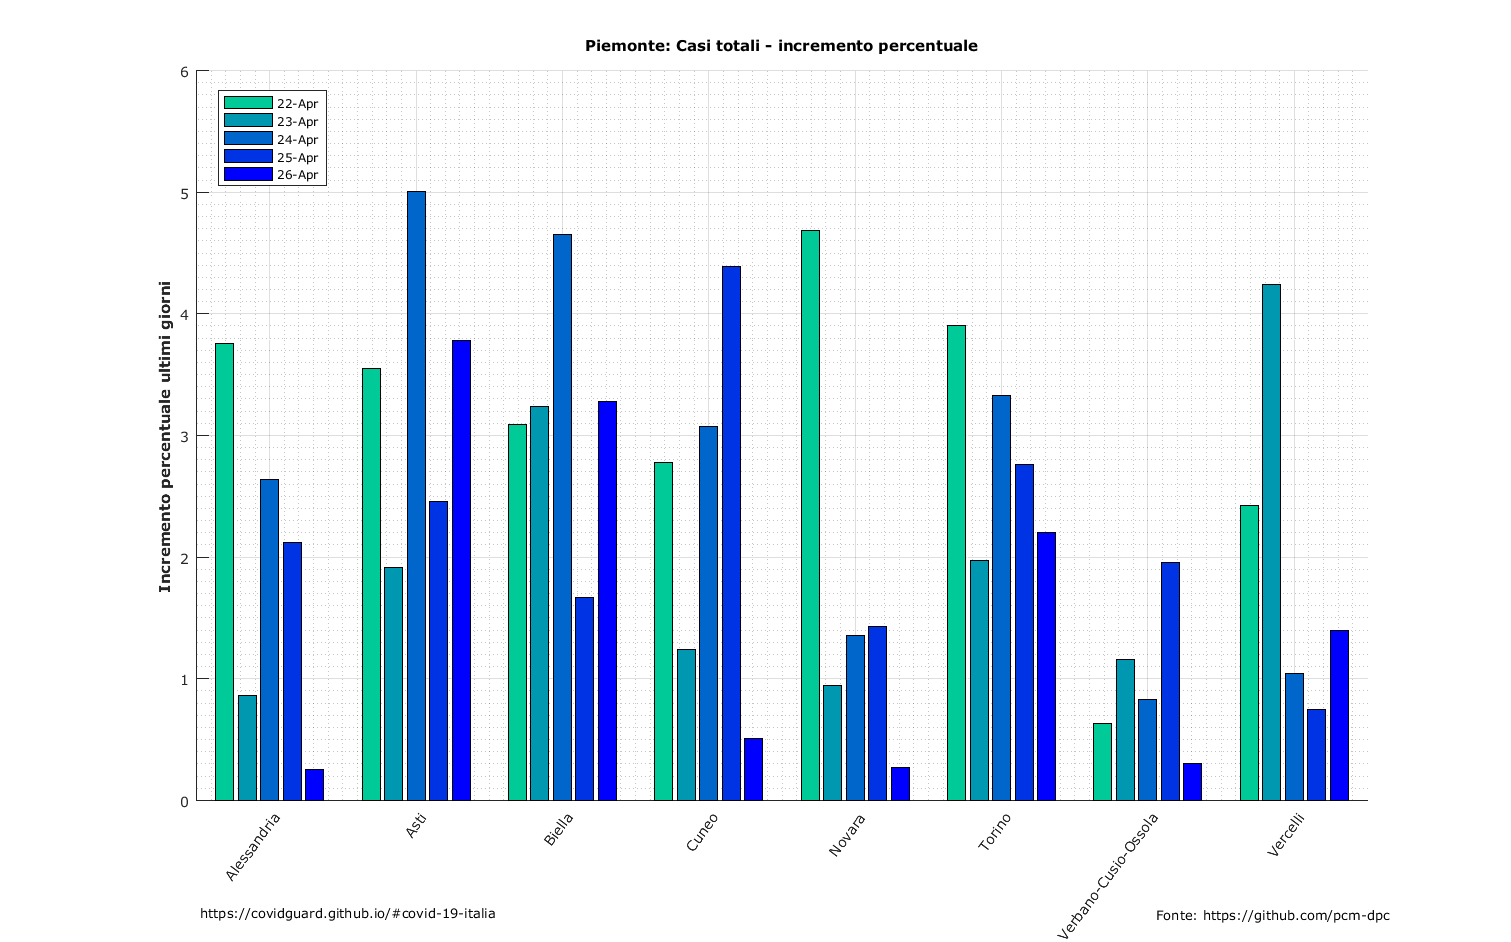 Piemonte: Casi totali - incremento percentuale
22-Apr
23-Apr
24-Apr
25-Apr
26-Apr
Incremento percentuale ultimi giorni
6
5
4
3
2
1
0
Alessandria
Asti
Biella
Cuneo
Novara
Torino
Verbano-Cusio-Ossola
Vercelli
https://covidguard.github.io/#covid-19-italia
Fonte: https://github.com/pcm-dpc